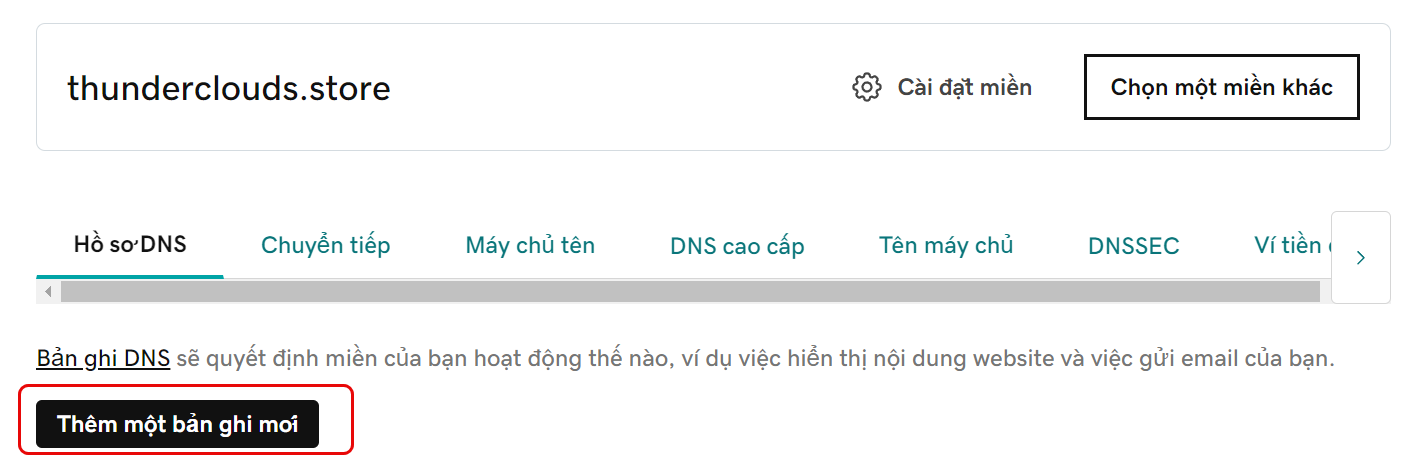 thunderclouds.store
Cài đặt miền
Chọn một miền khác
Hồ sơ DNS
Chuyển tiếp
Máy chủ tên
DNS cao cấp
Tên máy chủ
DNSSEC
Ví tiền
Bản ghi DNS sẽ quyết định miền của bạn hoạt động thế nào, ví dụ việc hiển thị nội dung website và việc gửi email của bạn.
Thêm một bản ghi mới